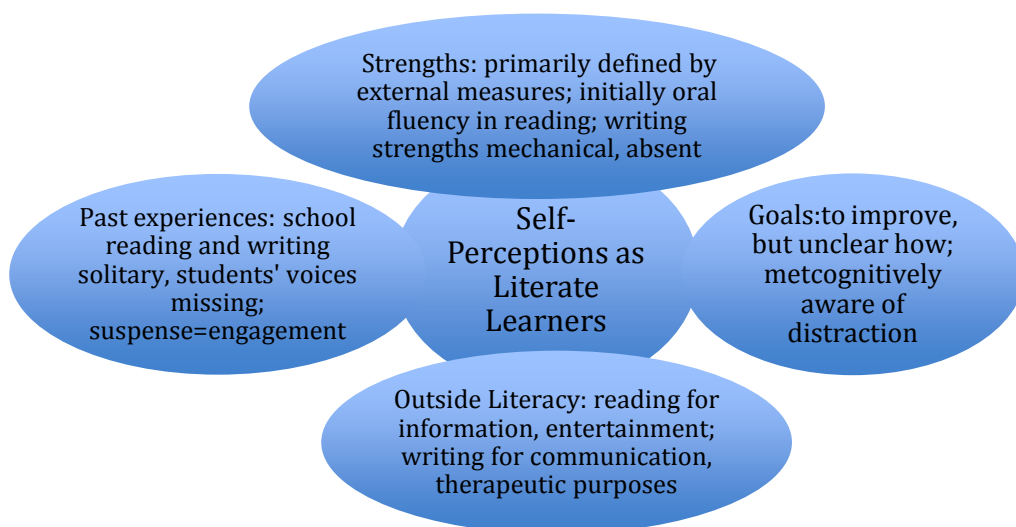 Strengths: primarily defined by
external measures; initially oral
fluency in reading; writing
strengths mechanical, absent
Past experiences: school
reading and writing
solitary, students' voices
missing;
suspense=engagement
Self-
Perceptions as
Literate
Learners
Goals:to improve,
but unclear how;
metcognitively
aware of
distraction
Outside Literacy: reading for
information, entertainment;
writing for communication,
therapeutic purposes